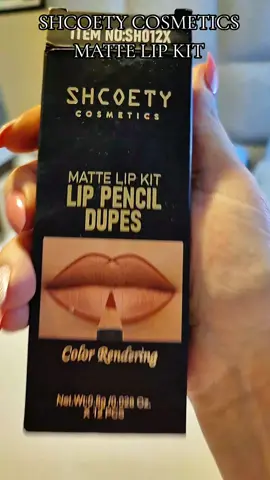 SHCOETY COSMETICS
MATTE LIP KIT
ITEM NO:SH012X
SHCOETY
COSMETICS
MATTE LIP KIT
LIP PENCIL
DUPES
Color Rendering
Net.Wt:0.8g /0.028 Oz.
X 12 PCS